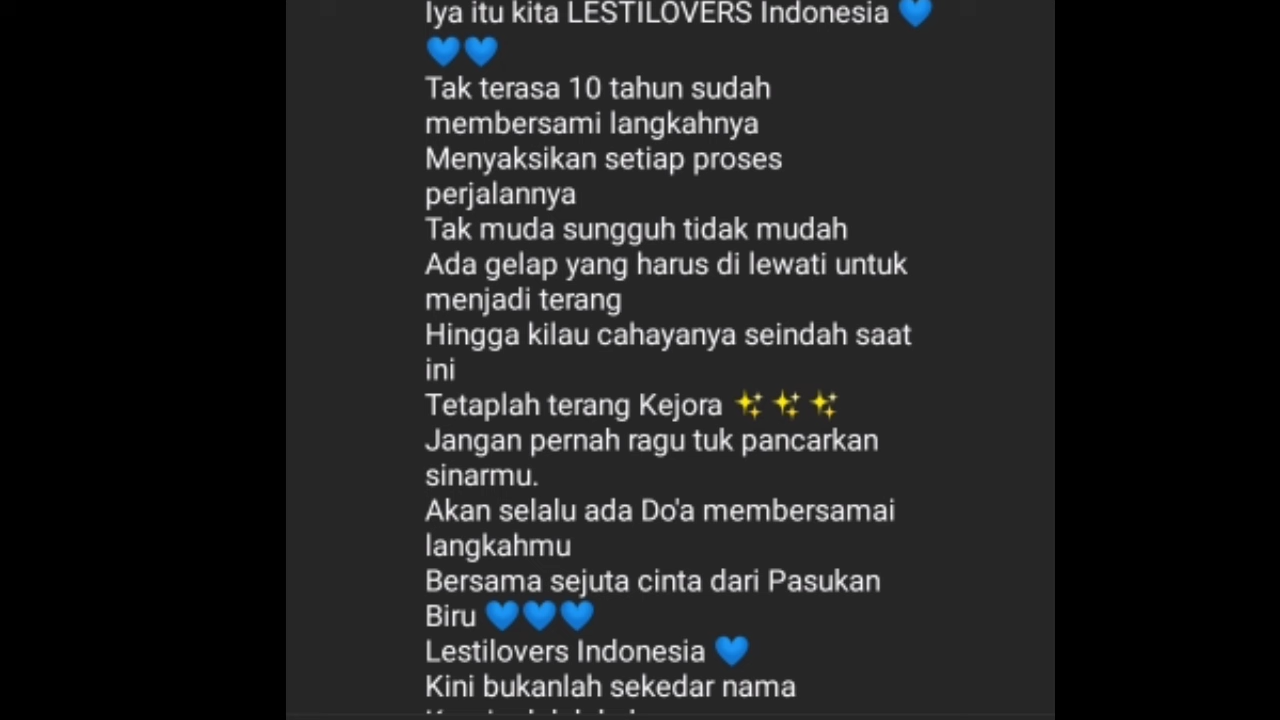 Iya itu kita LESTILOVERS Indonesia 💙
💙💙
Tak terasa 10 tahun sudah
membersami langkahnya
Menyaksikan setiap proses
perjalannya
Tak muda sungguh tidak mudah
Ada gelap yang harus di lewati untuk
menjadi terang
Hingga kilau cahayanya seindah saat
ini
Tetaplah terang Kejora ✨✨✨
Jangan pernah ragu tuk pancarkan
sinarmu.
Akan selalu ada Do'a membersamai
langkahmu
Bersama sejuta cinta dari Pasukan
Biru 💙💙💙
Lestilovers Indonesia 💙
Kini bukanlah sekedar nama